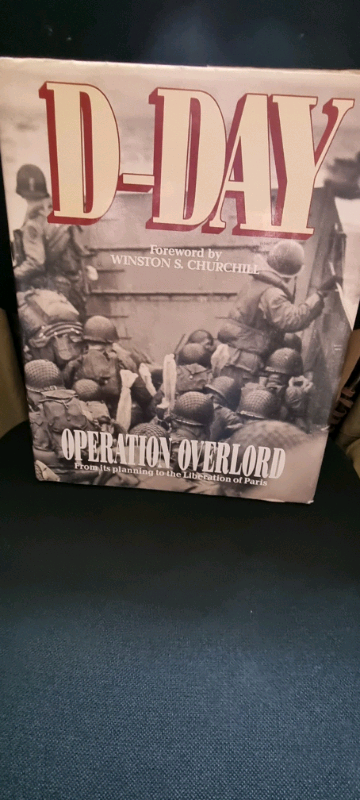 D-DAY
Foreword by
WINSTON S. CHURCHILL
OPERATION OVERLORD
From its planning to the Liberation of Paris